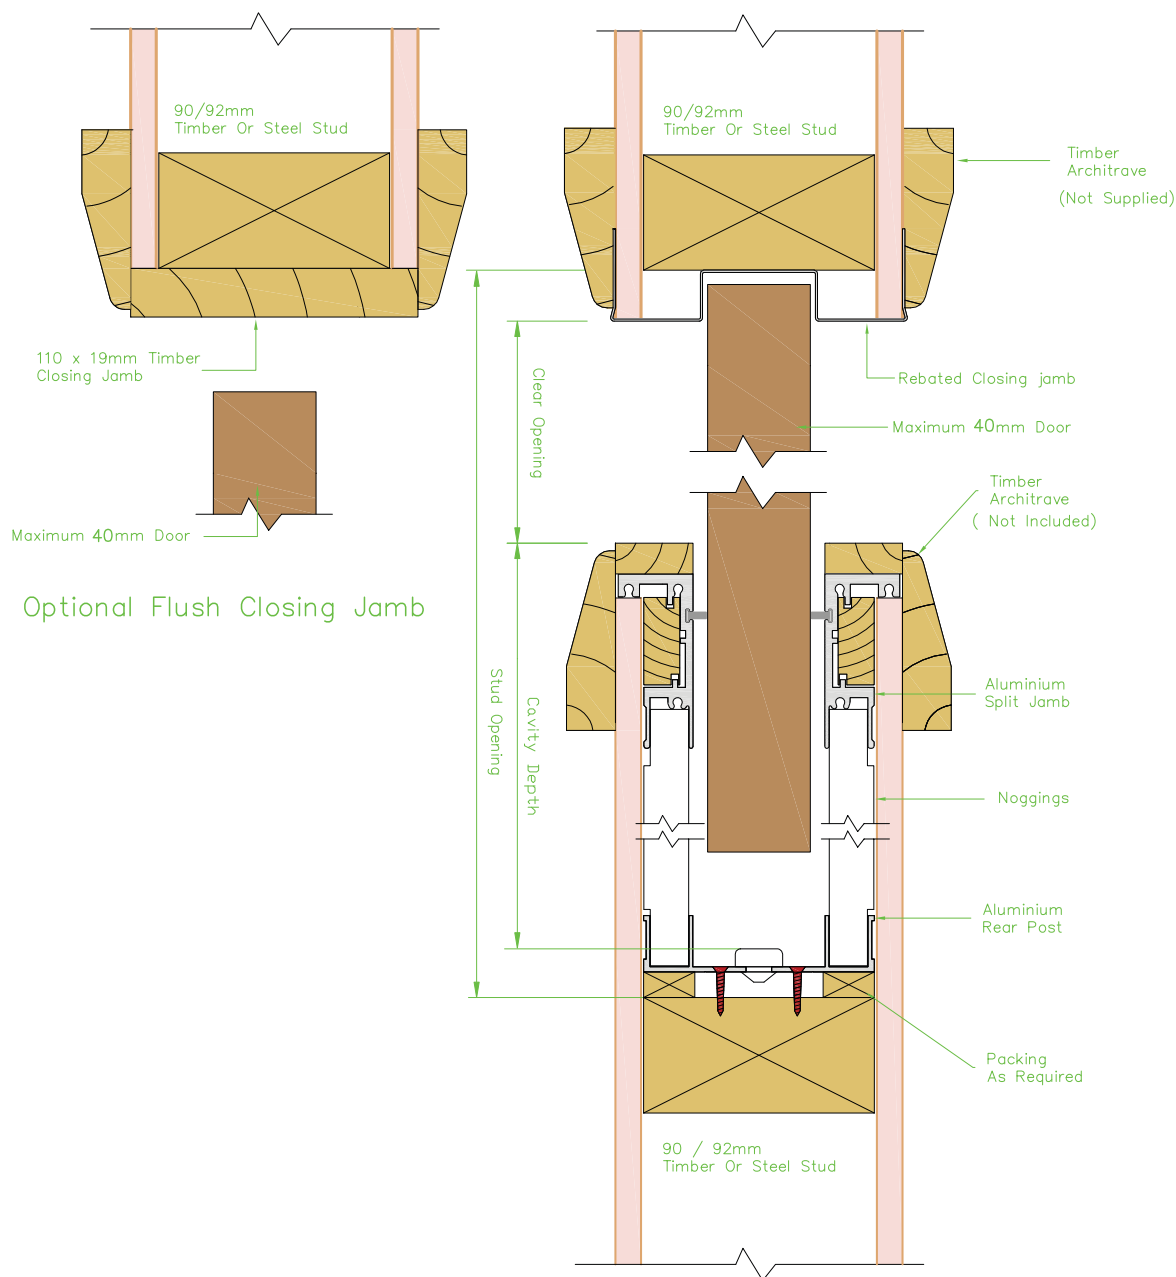 90/92mm
Timber Or Steel Stud
90/92mm
Timber Or Steel Stud
Timber
Architrave
(Not Supplied)
110 x 19mm Timber
Closing Jamb
Rebated Closing jamb
Clear Opening
Maximum 40mm Door
Timber
Architrave
( Not Included)
Maximum 40mm Door
Optional Flush Closing Jamb
Stud Opening
Cavity Depth
Aluminium
Split Jamb
Noggings
Aluminium
Rear Post
Packing
As Required
90 / 92mm
Timber Or Steel Stud